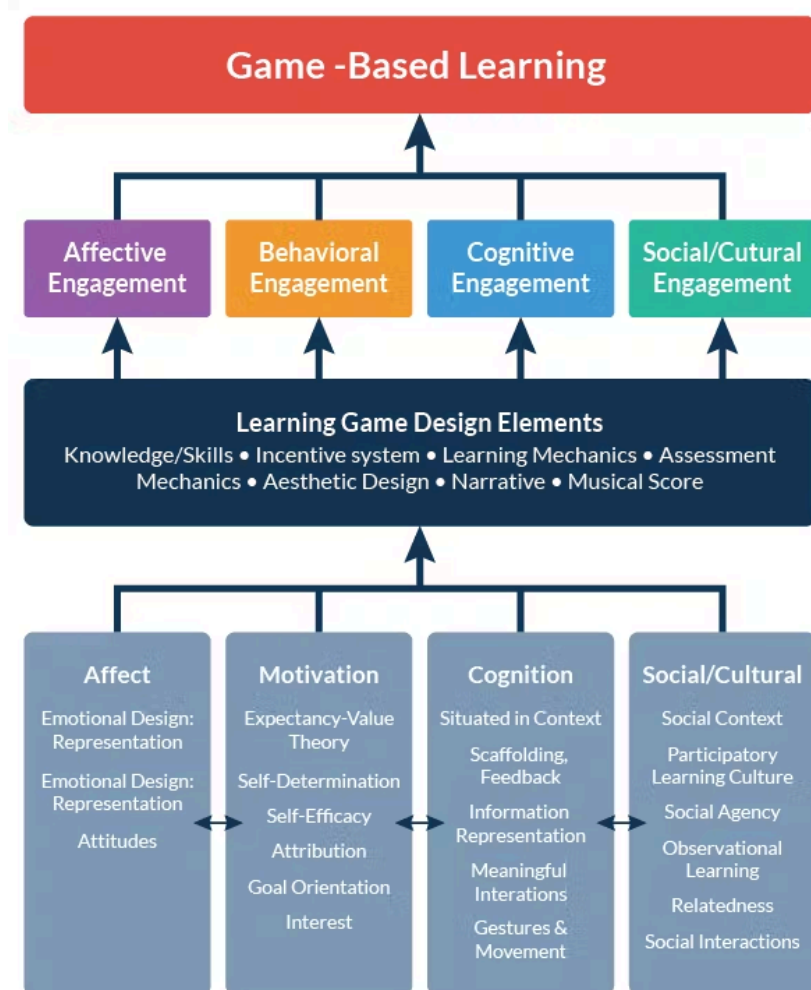 Game -Based Learning
Affective
Engagement
Behavioral
Engagement
Cognitive
Engagement
Social/Cutural
Engagement
Learning Game Design Elements
Knowledge/Skills • Incentive system • Learning Mechanics • Assessment
Mechanics • Aesthetic Design • Narrative • Musical Score
Affect
Emotional Design:
Representation
Emotional Design:
Representation
Attitudes
Motivation
Expectancy-Value
Theory
Self-Determination
Self-Efficacy
Attribution
Goal Orientation
Interest
Cognition
Situated in Context
Scaffolding,
Feedback
Information
Representation
Meaningful
Interations
Gestures &
Movement
Social/Cultural
Social Context
Participatory
Learning Culture
Social Agency
Observational
Learning
Relatedness
Social Interactions